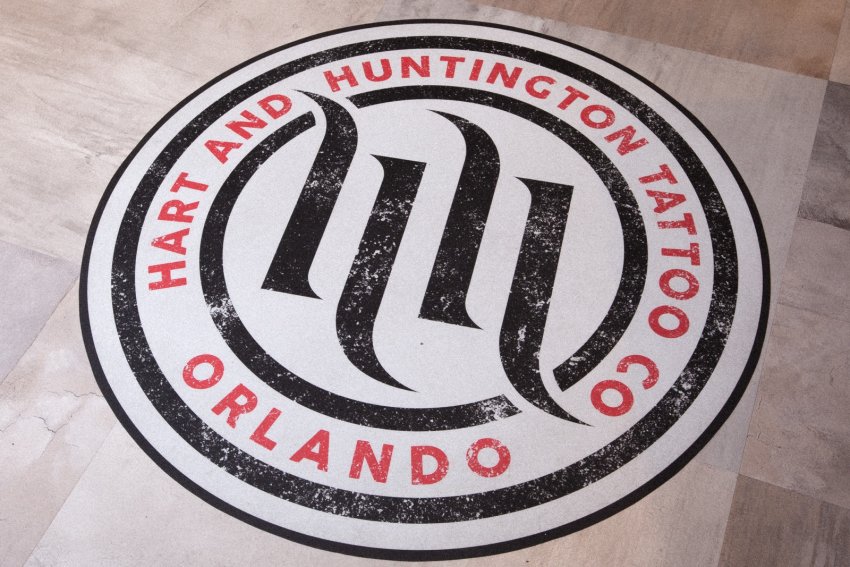 HART AND HUNTINGTON TATTOO CO
ORLANDO